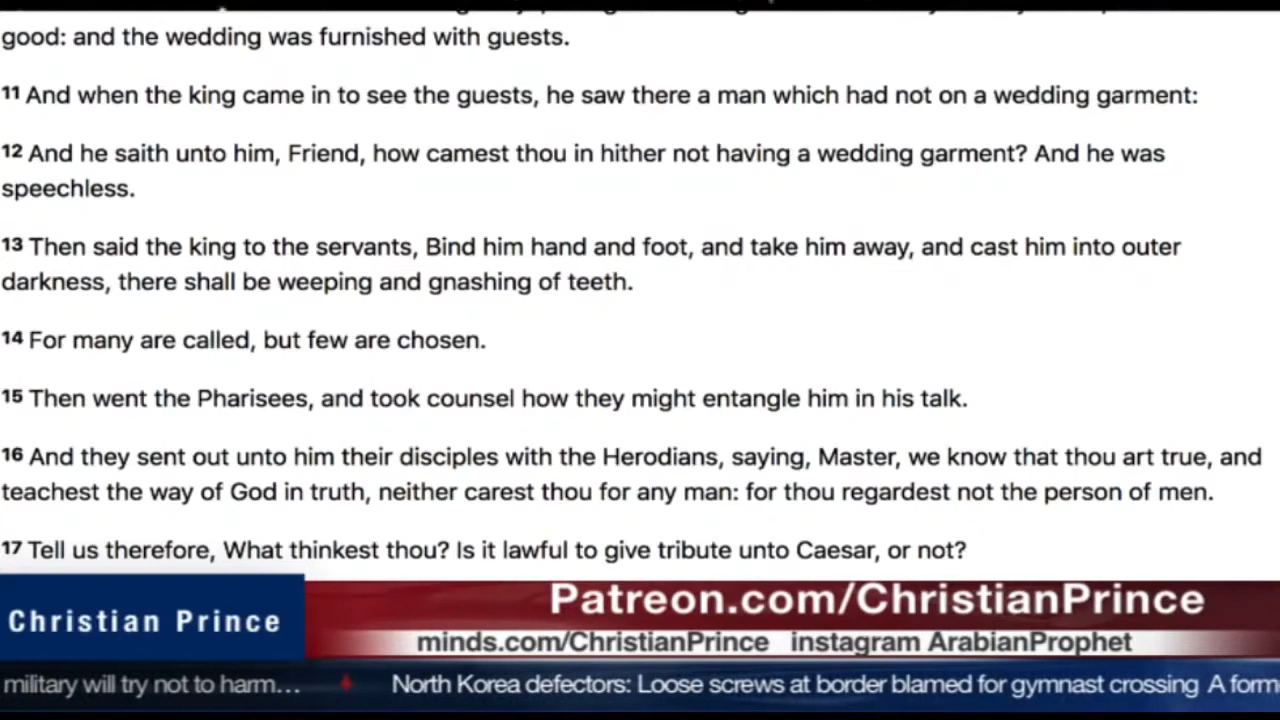 good: and the wedding was furnished with guests.
11 And when the king came in to see the guests, he saw there a man which had not on a wedding garment:
12 And he saith unto him, Friend, how camest thou in hither not having a wedding garment? And he was
speechless.
13 Then said the king to the servants, Bind him hand and foot, and take him away, and cast him into outer
darkness, there shall be weeping and gnashing of teeth.
14 For many are called, but few are chosen.
15 Then went the Pharisees, and took counsel how they might entangle him in his talk.
16 And they sent out unto him their disciples with the Herodians, saying, Master, we know that thou art true, and
teachest the way of God in truth, neither carest thou for any man: for thou regardest not the person of men.
17 Tell us therefore, What thinkest thou? Is it lawful to give tribute unto Caesar, or not?
Christian Prince
Patreon.com/ChristianPrince
minds.com/ChristianPrince instagram ArabianProphet
military will try not to harm... North Korea defectors: Loose screws at border blamed for gymnast crossing A form